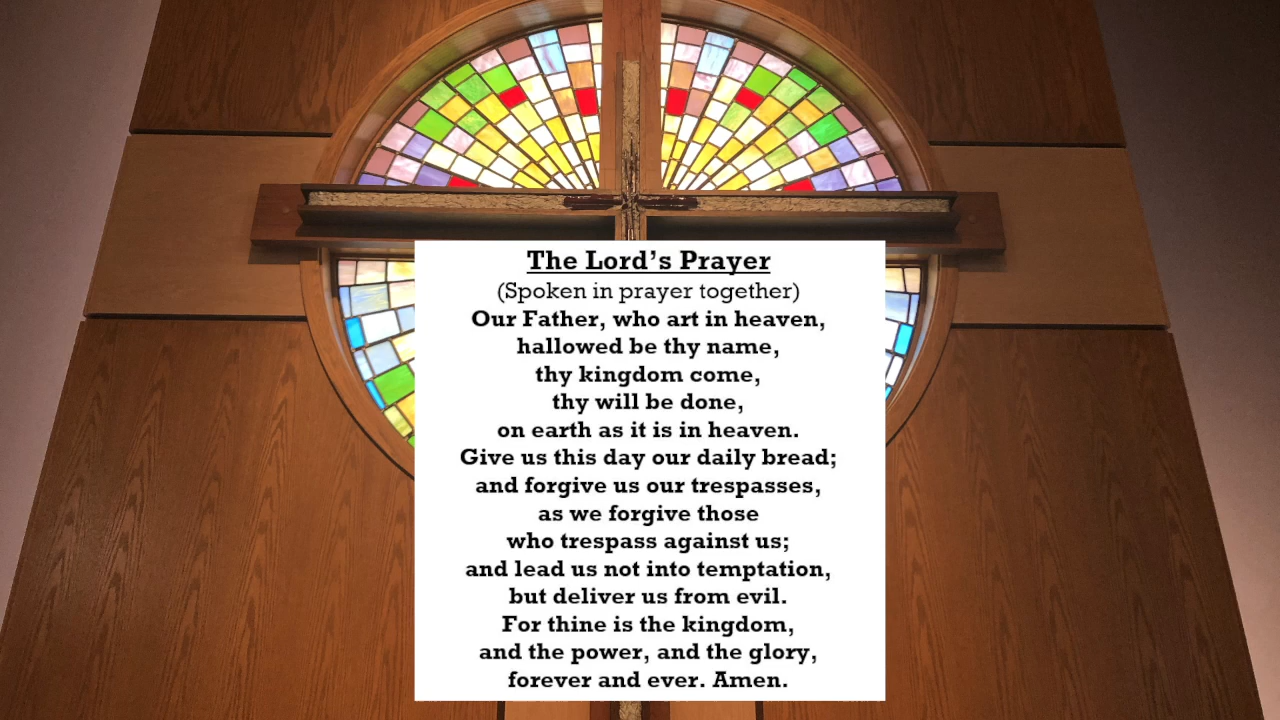 The Lord’s Prayer
(Spoken in prayer together)
Our Father, who art in heaven,
hallowed be thy name,
thy kingdom come,
thy will be done,
on earth as it is in heaven.
Give us this day our daily bread;
and forgive us our trespasses,
as we forgive those
who trespass against us;
and lead us not into temptation,
but deliver us from evil.
For thine is the kingdom,
and the power, and the glory,
forever and ever. Amen.